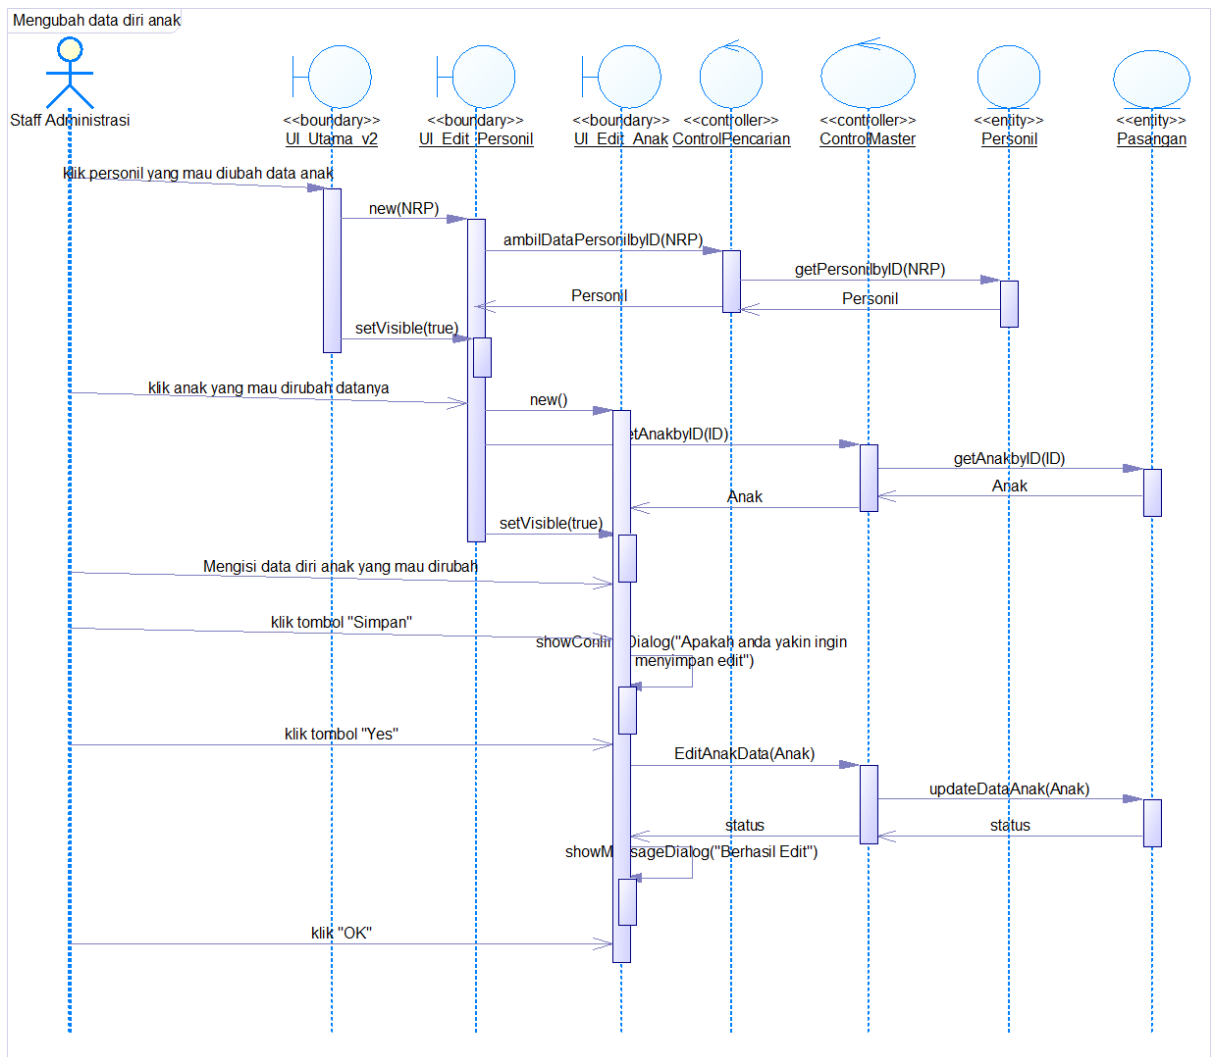 Mengubah data diri anak
Staff Administrasi
<<boundary>>
UI_Utama_v2
<<boundary>>
UI_Edit_Personil
<<boundary>>
UI_Edit_Anak
<<controller>>
ControlPencarian
<<controller>>
ControlMaster
<<entity>>
Personil
<<entity>>
Pasangan
klik personil yang mau diubah data anak
new(NRP)
ambilDataPersonilbyID(NRP)
getPersonilbyID(NRP)
Personil
Personil
setVisible(true)
klik anak yang mau dirubah datanya
new()
etAnakbyID(ID)
getAnakbyID(ID)
Anak
Anak
setVisible(true)
Mengisi data diri anak yang mau dirubah
klik tombol "Simpan"
showConfirmDialog("Apakah anda yakin ingin
menyimpan edit")
klik tombol "Yes"
EditAnakData(Anak)
updateDataAnak(Anak)
status
status
showMessageDialog("Berhasil Edit")
klik "OK"